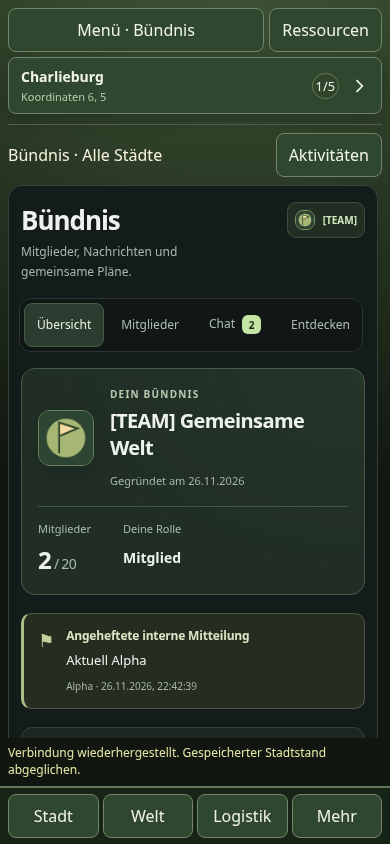 Menü · Bündnis
Ressourcen
Charlieburg
Koordinaten 6, 5
1/5
Bündnis · Alle Städte
Aktivitäten
Bündnis
[TEAM]
Mitglieder, Nachrichten und
gemeinsame Pläne.
Übersicht
Mitglieder
Chat 2
Entdecken
DEIN BÜNDNIS
[TEAM] Gemeinsame
Welt
Gegründet am 26.11.2026
Mitglieder
Deine Rolle
2 / 20
Mitglied
Angeheftete interne Mitteilung
Aktuell Alpha
Alpha · 26.11.2026, 22:42:39
Verbindung wiederhergestellt. Gespeicherter Stadtstand
abgeglichen.
Stadt
Welt
Logistik
Mehr